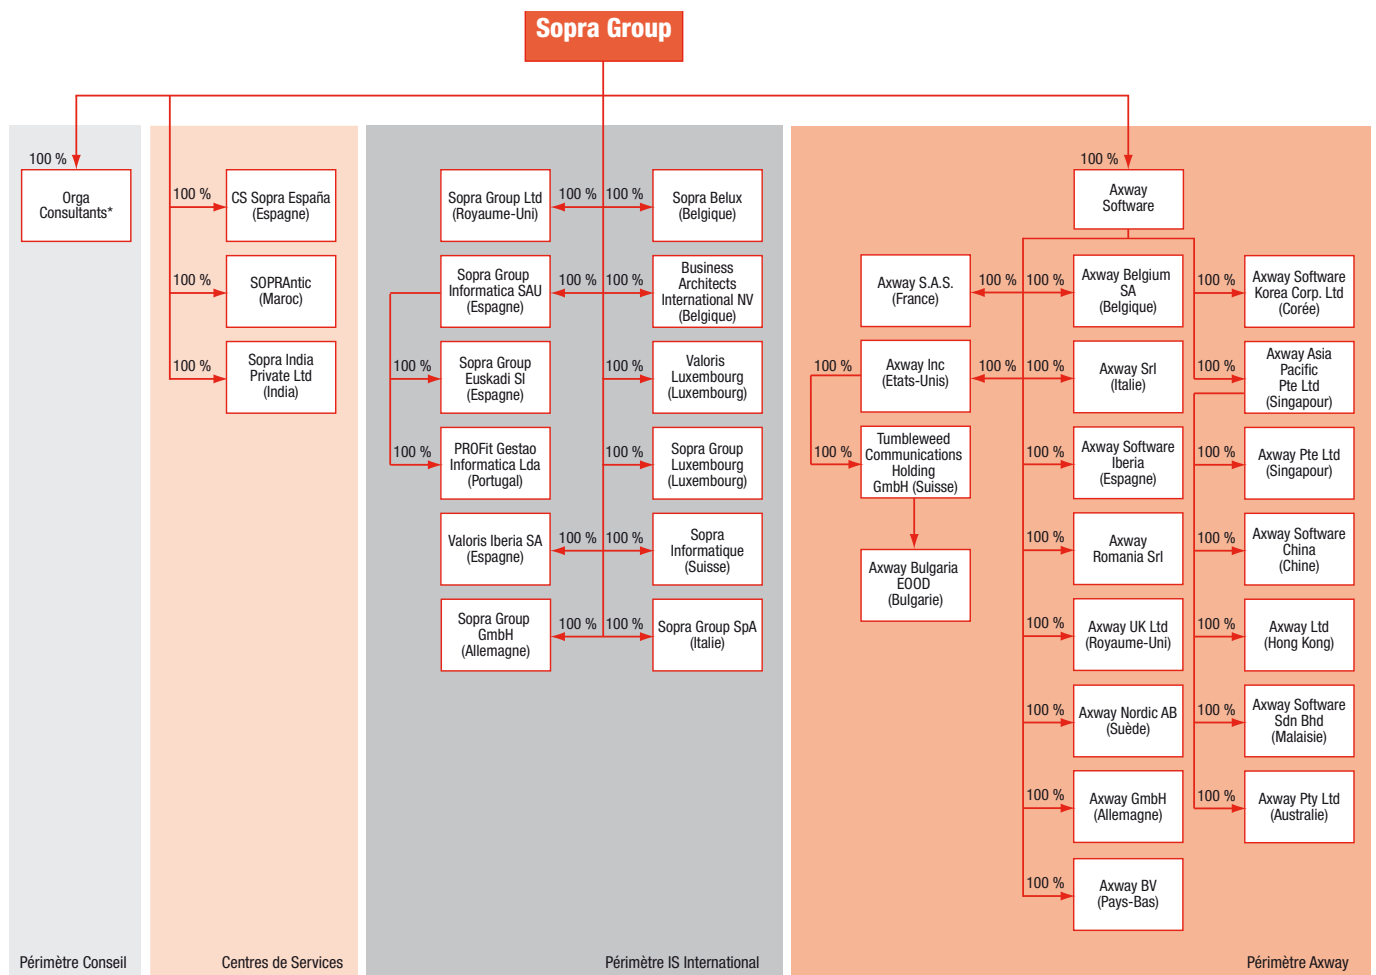 Sopra Group
100 %
Orga
Consultants*
Périmètre Conseil
100 %
CS Sopra España
(Espagne)
100 %
SOPRAntic
(Maroc)
100 %
Sopra India
Private Ltd
(India)
Centres de Services
Sopra Group Ltd
(Royaume-Uni)
100 %
100 %
Sopra Belux
(Belgique)
Sopra Group
Informatica SAU
(Espagne)
100 %
100 %
Business
Architects
International NV
(Belgique)
100 %
Sopra Group
Euskadi Sl
(Espagne)
100 %
Valoris
Luxembourg
(Luxembourg)
100 %
PROFit Gestao
Informatica Lda
(Portugal)
100 %
Sopra Group
Luxembourg
(Luxembourg)
Valoris Iberia SA
(Espagne)
100 %
100 %
Sopra
Informatique
(Suisse)
Sopra Group
GmbH
(Allemagne)
100 %
100 %
Sopra Group SpA
(Italie)
Périmètre IS International
100 %
Axway
Software
Axway S.A.S.
(France)
100 %
100 %
Axway Belgium
SA
(Belgique)
100 %
Axway Software
Korea Corp. Ltd
(Corée)
Axway Inc
(Etats-Unis)
100 %
100 %
Axway Srl
(Italie)
100 %
Axway Asia
Pacific
Pte Ltd
(Singapour)
100 %
Tumbleweed
Communications
Holding
GmbH (Suisse)
100 %
Axway Software
Iberia
(Espagne)
100 %
Axway Pte Ltd
(Singapour)
Axway Bulgaria
EOOD
(Bulgarie)
100 %
Axway
Romania Srl
100 %
Axway Software
China
(Chine)
100 %
Axway UK Ltd
(Royaume-Uni)
100 %
Axway Ltd
(Hong Kong)
100 %
Axway Nordic AB
(Suède)
100 %
Axway Software
Sdn Bhd
(Malaisie)
100 %
Axway GmbH
(Allemagne)
100 %
Axway Pty Ltd
(Australie)
100 %
Axway BV
(Pays-Bas)
Périmètre Axway